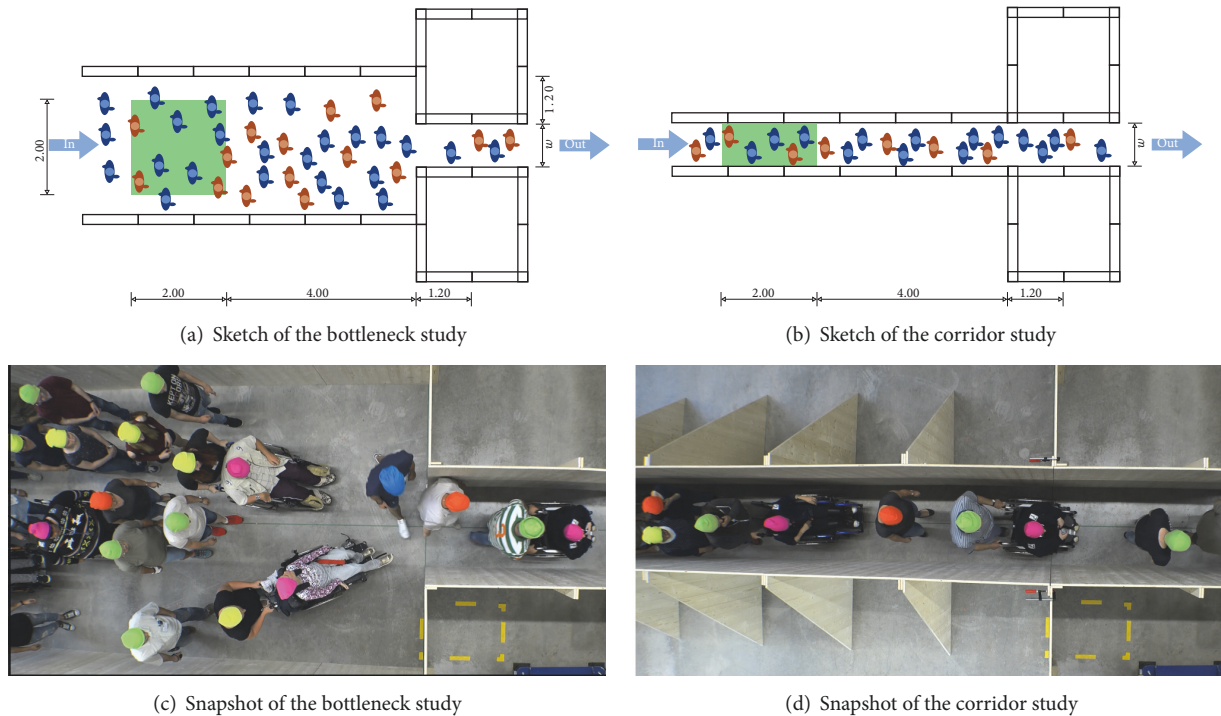 In
2.00
1.20
w
Out
2.00
4.00
1.20
(a) Sketch of the bottleneck study
In
w
Out
2.00
4.00
1.20
(b) Sketch of the corridor study
KEPT ON
(c) Snapshot of the bottleneck study
(d) Snapshot of the corridor study